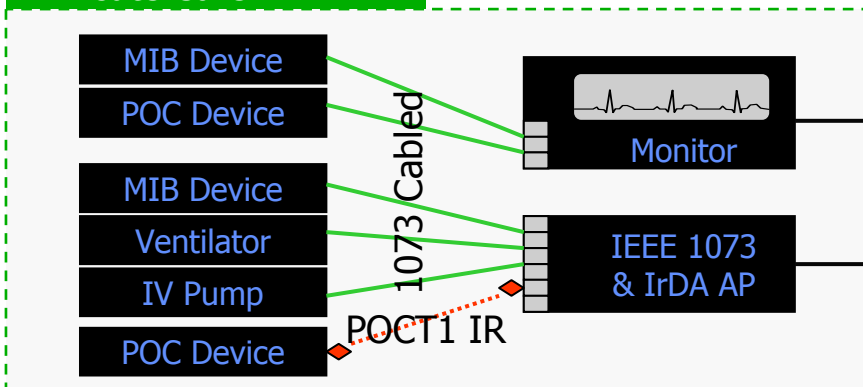 MIB Device
POC Device
MIB Device
Ventilator
IV Pump
POC Device
1073 Cabled
POCT1 IR
Monitor
IEEE 1073
& IrDA AP